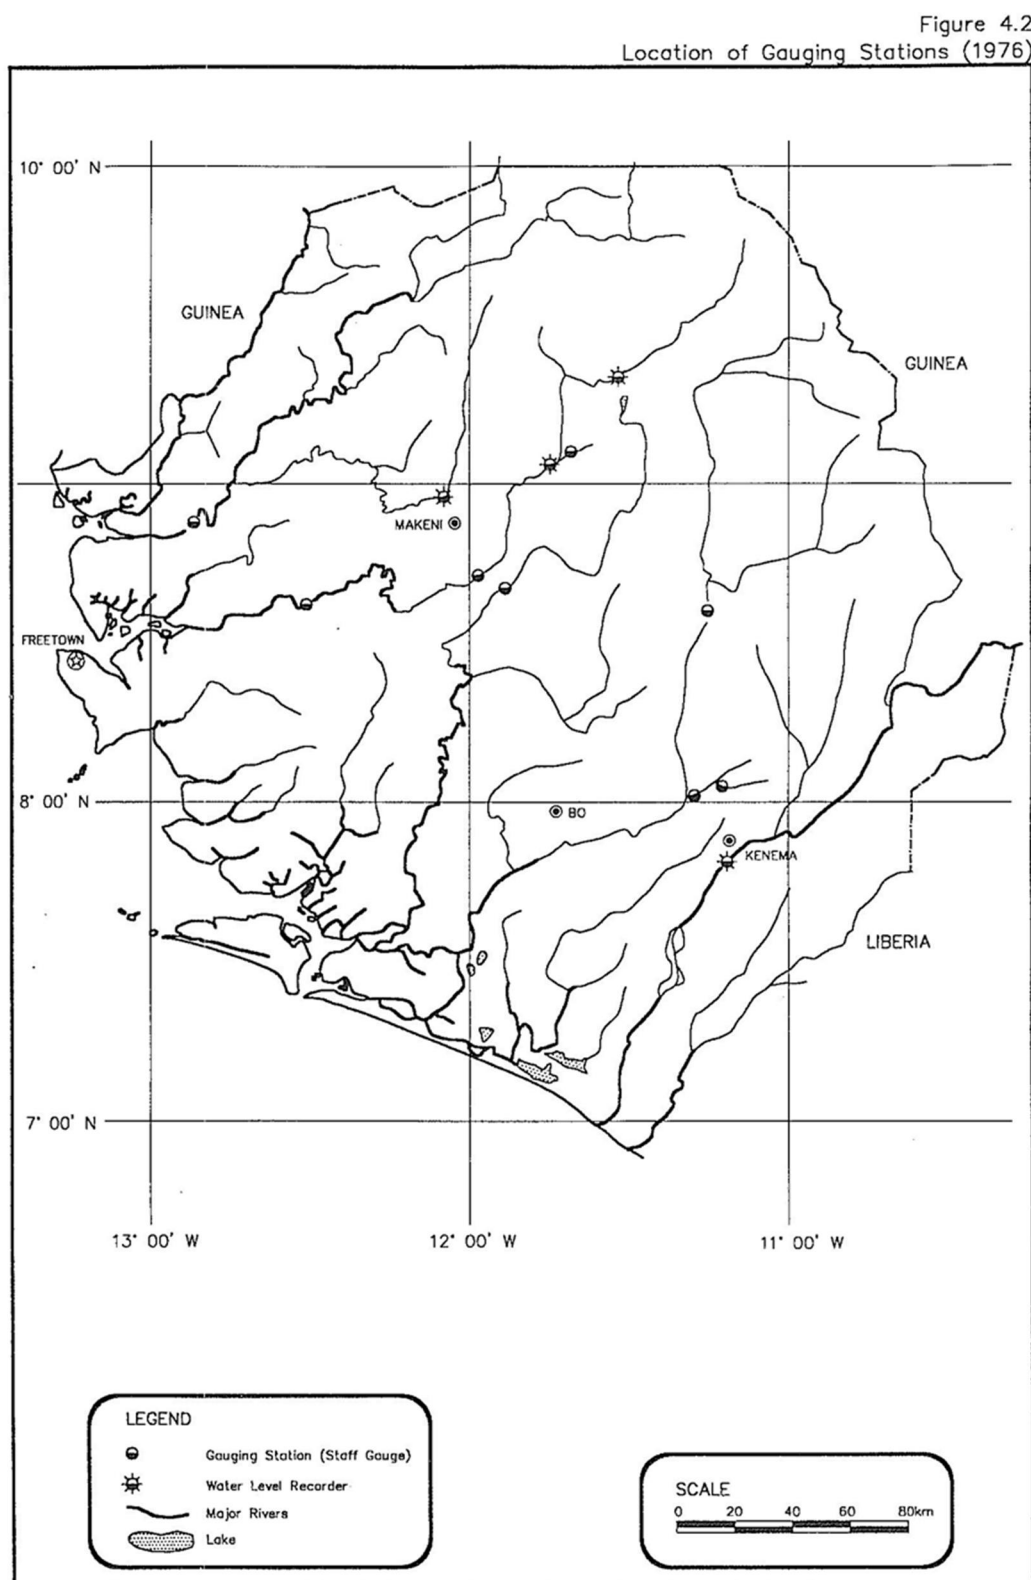 Figure 4.2
Location of Gauging Stations (1976)
10° 00' N
GUINEA
GUINEA
MAKENI
FREETOWN
8° 00' N
BO
KENEMA
LIBERIA
7° 00' N
13° 00' W
12° 00' W
11° 00' W
LEGEND
Gauging Station (Staff Gauge)
Water Level Recorder
Major Rivers
Lake
SCALE
0 20 40 60 80km